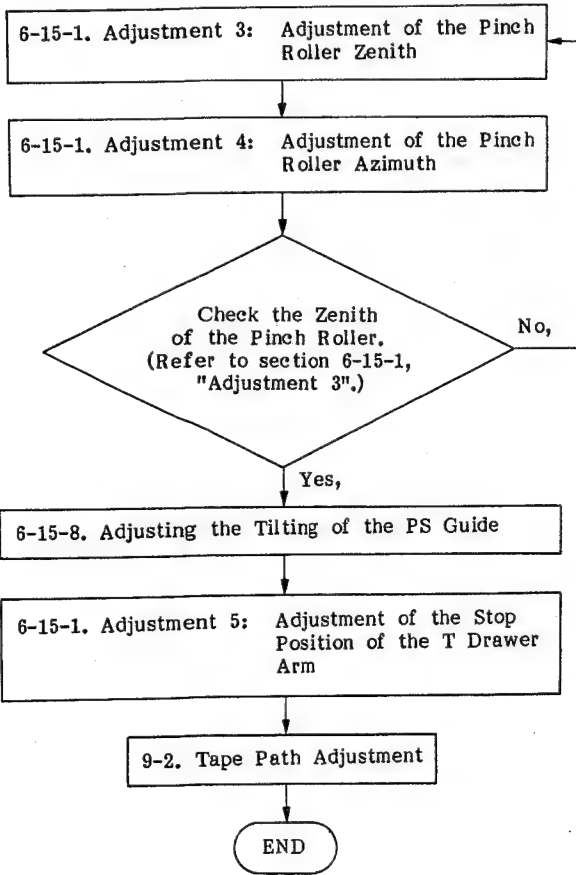 6-15-1. Adjustment 3: Adjustment of the Pinch
Roller Zenith
6-15-1. Adjustment 4: Adjustment of the Pinch
Roller Azimuth
Check the Zenith
of the Pinch Roller.
(Refer to section 6-15-1,
"Adjustment 3".)
No,
Yes,
6-15-8. Adjusting the Tilting of the PS Guide
6-15-1. Adjustment 5: Adjustment of the Stop
Position of the T Drawer
Arm
9-2. Tape Path Adjustment
END